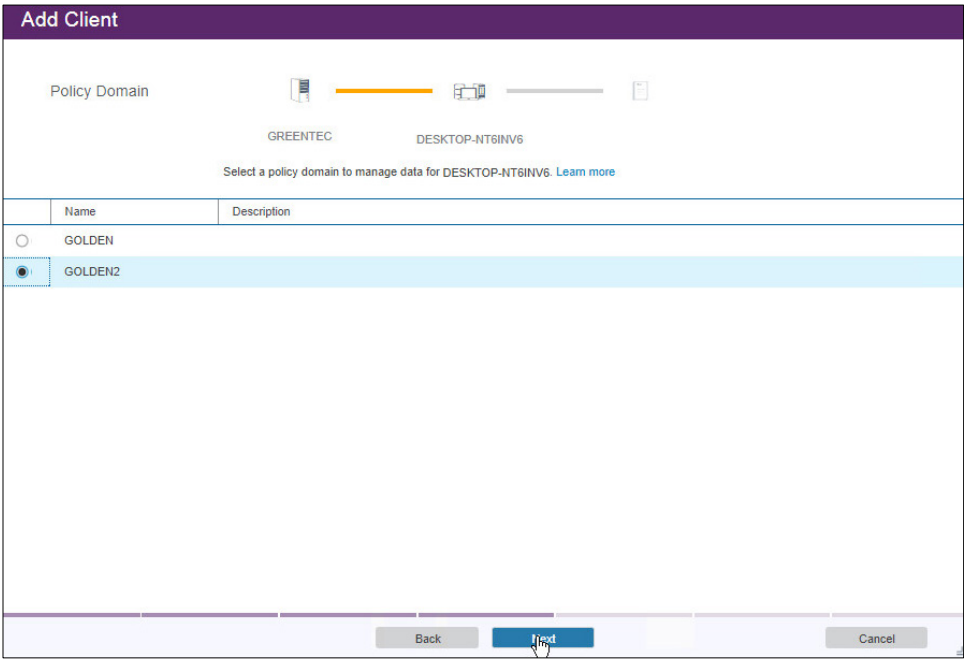 Add Client
Policy Domain
GREENTEC DESKTOP-NT6INV6
Select a policy domain to manage data for DESKTOP-NT6INV6. Learn more
Name Description
GOLDEN
GOLDEN2
Back Next Cancel